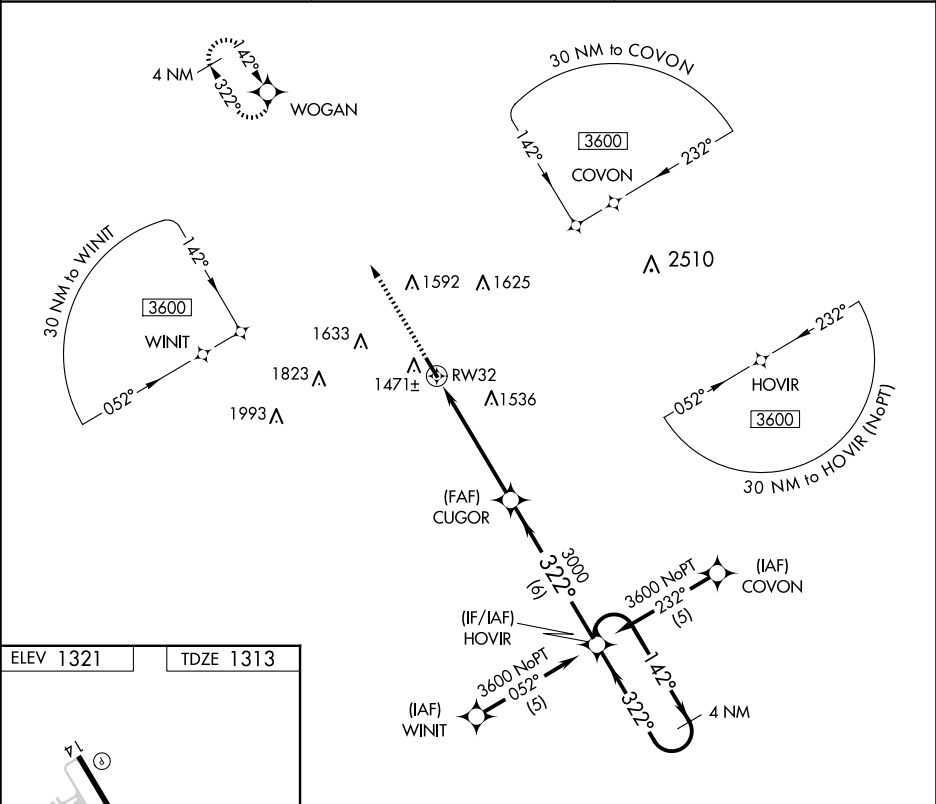 30 NM to COVON
142°
3600
232°
COVON
4 NM
142°
322°
WOGAN
30 NM to WINIT
142°
3600
WINIT
052°
2510
1592
1625
1633
1471±
RW32
1823
1536
1993
232°
HOVIR
052°
3600
30 NM to HOVIR (NoPT)
(FAF)
CUGOR
3000
322°
(6)
(IAF)
COVON
3600 NoPT
232°
(5)
(IF/IAF)
HOVIR
3600 NoPT
052°
(5)
(IAF)
WINIT
142°
322°
4 NM
ELEV 1321
TDZE 1313
14
P